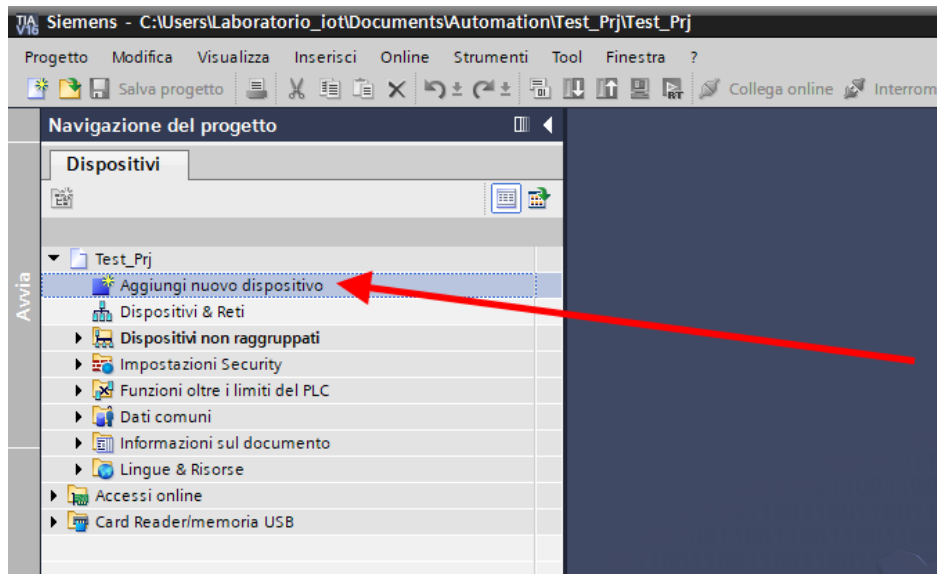 TIA V16 Siemens - C:\Users\Laboratorio_iot\Documents\Automation\Test_Prj\Test_Prj
Progetto Modifica Visualizza Inserisci Online Strumenti Tool Finestra ?
Salva progetto RT Collega online Interrom
Navigazione del progetto
Dispositivi
Avvia
Test_Prj
Aggiungi nuovo dispositivo
Dispositivi & Reti
Dispositivi non raggruppati
Impostazioni Security
Funzioni oltre i limiti del PLC
Dati comuni
Informazioni sul documento
Lingue & Risorse
Accessi online
Card Reader/memoria USB